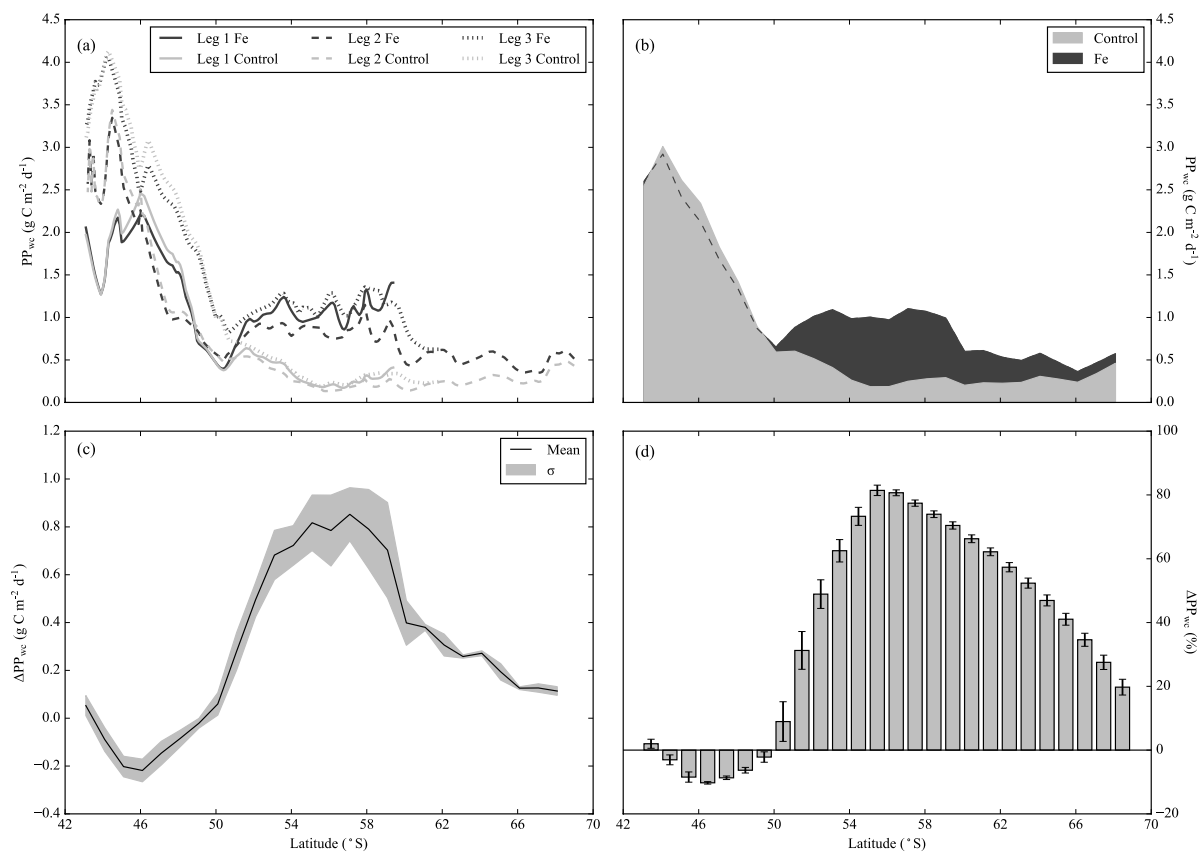 (a)
Leg 1 Fe
Leg 2 Fe
Leg 3 Fe
Leg 1 Control
Leg 2 Control
Leg 3 Control
4.5
4.0
3.5
3.0
2.5
2.0
1.5
1.0
0.5
0.0
PPwc (g C m-2 d-1)
(b)
Control
Fe
4.5
4.0
3.5
3.0
2.5
2.0
1.5
1.0
0.5
0.0
PPwc (g C m-2 d-1)
(c)
Mean
σ
1.2
1.0
0.8
0.6
0.4
0.2
0.0
−0.2
−0.4
ΔPPwc (g C m-2 d-1)
42 46 50 54 58 62 66 70
Latitude (°S)
(d)
100
80
60
40
20
0
−20
ΔPPwc (%)
42 46 50 54 58 62 66 70
Latitude (°S)